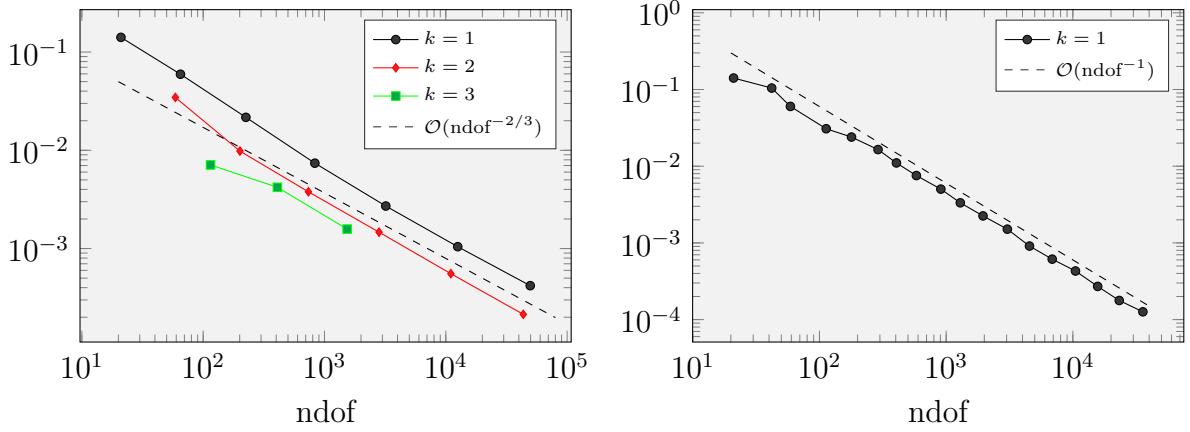 10^{-1}
10^{-2}
10^{-3}
10^1
10^2
10^3
10^4
10^5
ndof
k = 1
k = 2
k = 3
𝒪(ndof^{-2/3})
10^0
10^{-1}
10^{-2}
10^{-3}
10^{-4}
10^1
10^2
10^3
10^4
ndof
k = 1
𝒪(ndof^{-1})